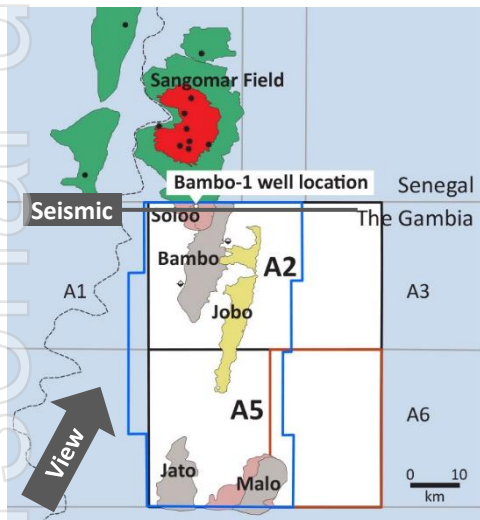 Sangomar Field
Bambo-1 well location
Senegal
Seismic
The Gambia
Soloo
Bambo
A2
A1
A3
Jobo
A5
A6
View
Jato
Malo
0 10
km